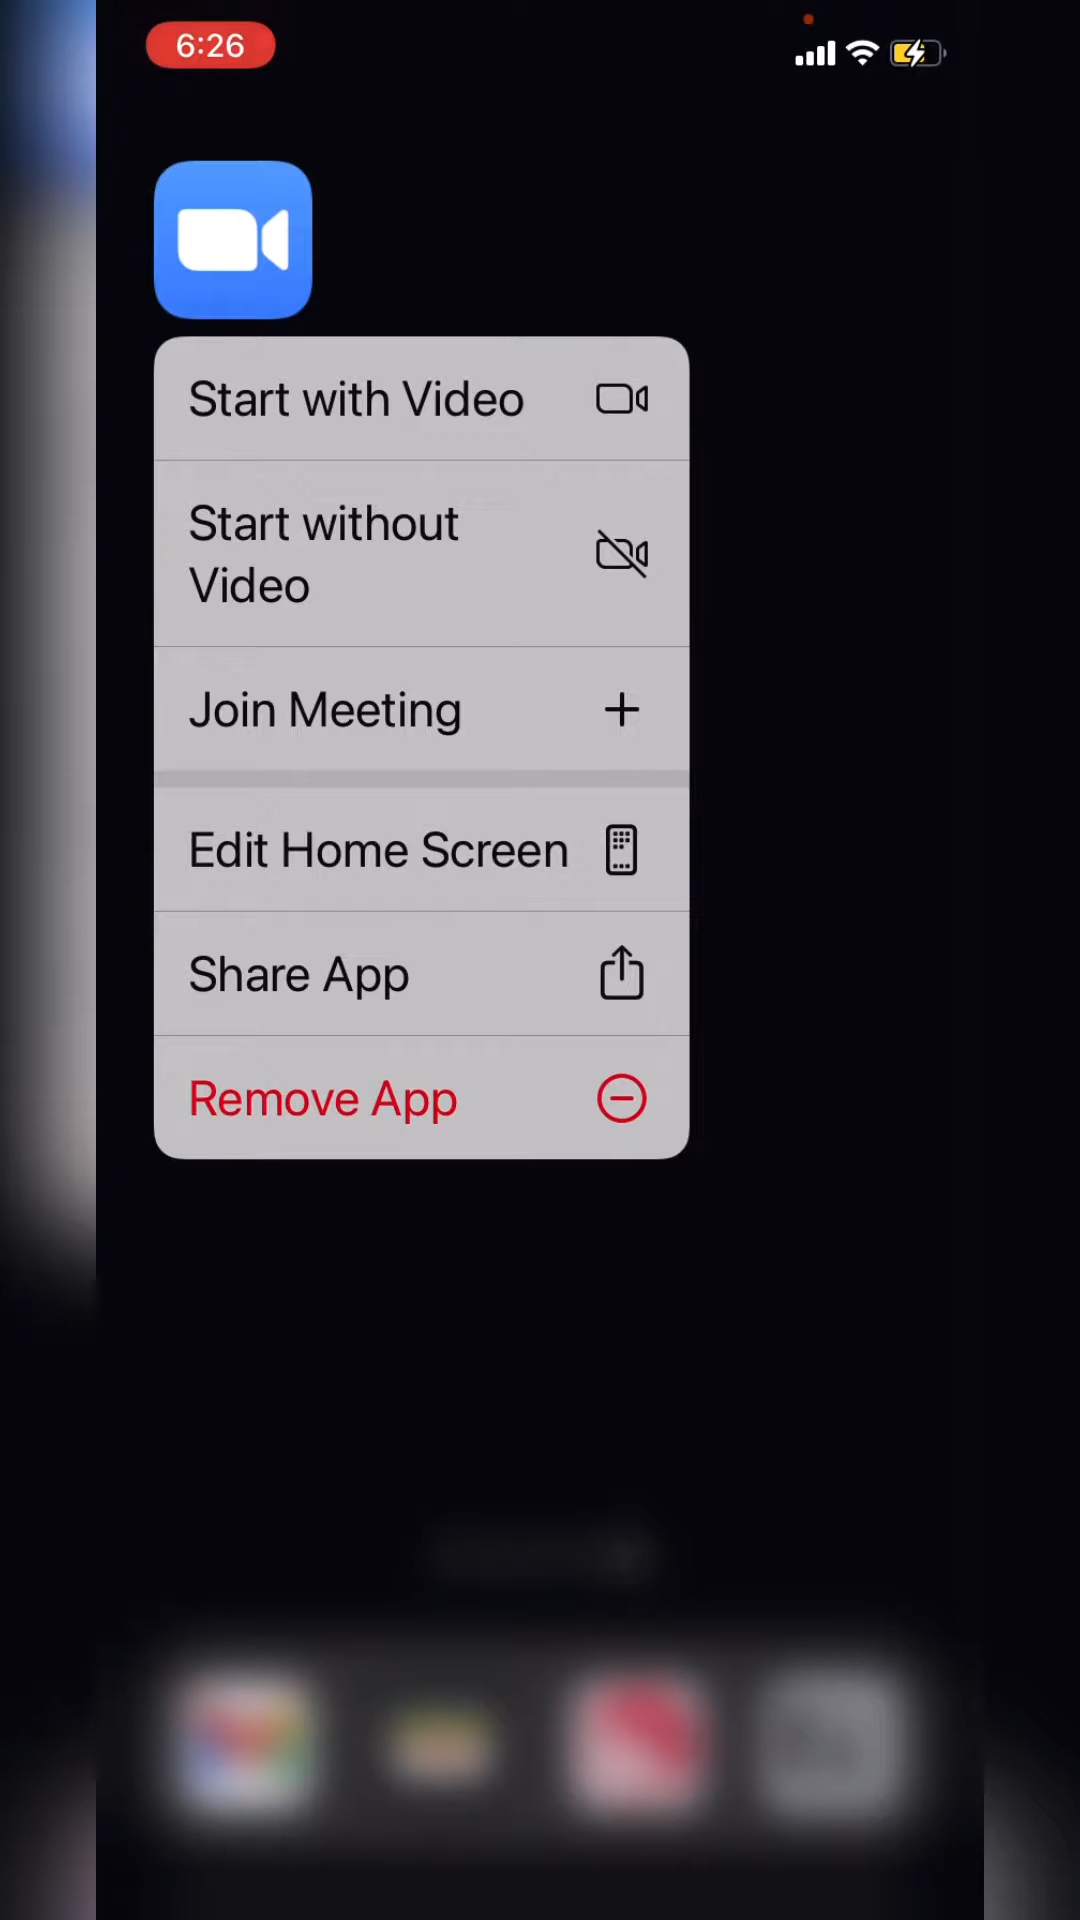 6:26
Start with Video
Start without
Video
Join Meeting
Edit Home Screen
Share App
Remove App